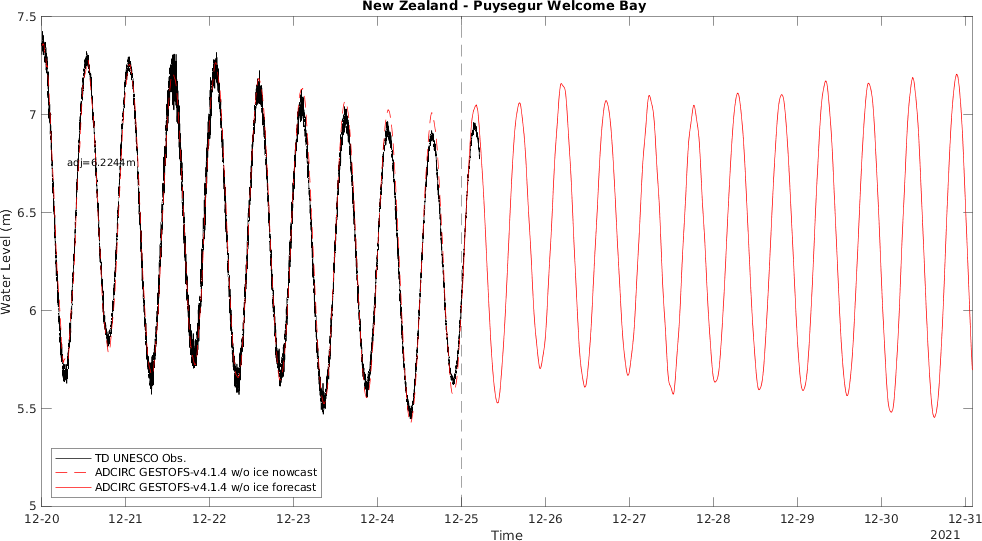 New Zealand - Puysegur Welcome Bay
7.5
7
6.5
6
5.5
5
Water Level (m)
adj=6.2244m
TD UNESCO Obs.
ADCIRC GESTOFS-v4.1.4 w/o ice nowcast
ADCIRC GESTOFS-v4.1.4 w/o ice forecast
12-20 12-21 12-22 12-23 12-24 12-25 12-26 12-27 12-28 12-29 12-30 12-31
Time
2021